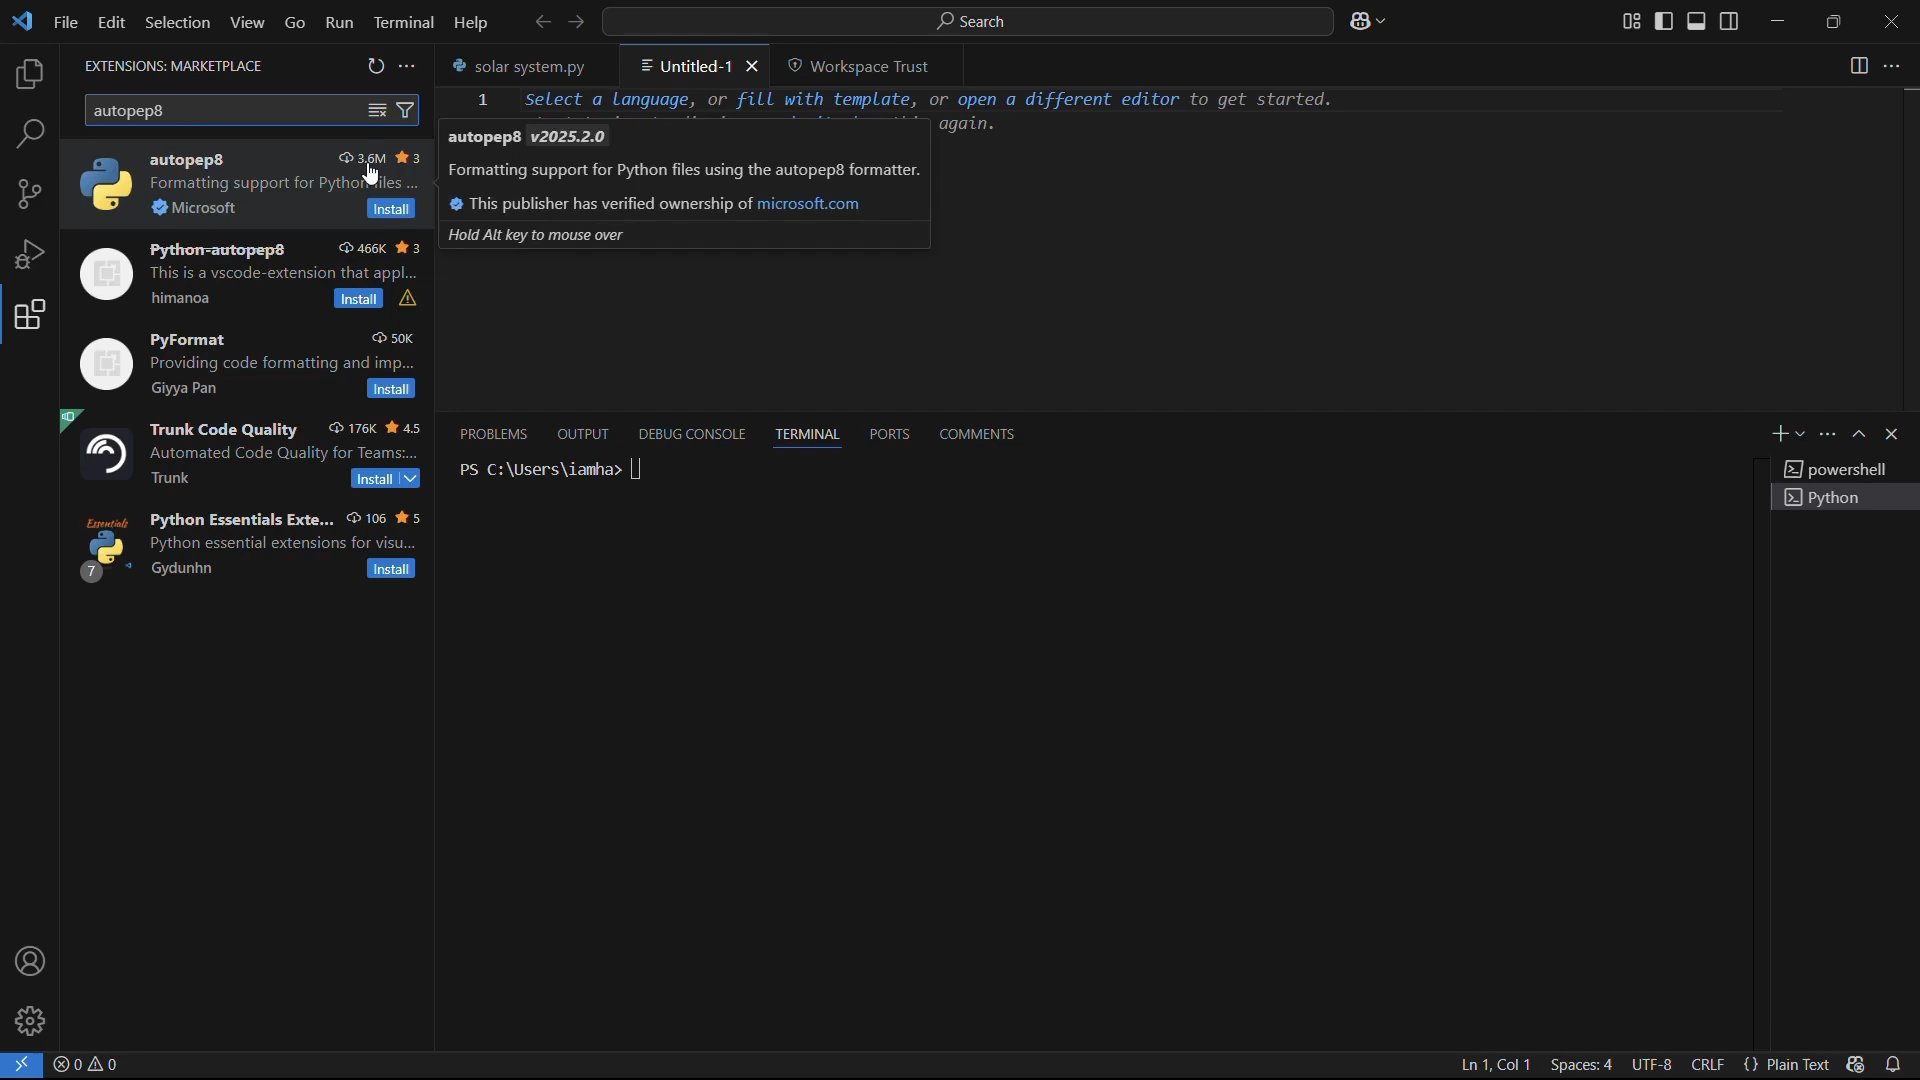 File Edit Selection View Go Run Terminal Help
Search
EXTENSIONS: MARKETPLACE
autopep8
autopep8 3.6M 3
Formatting support for Python files ...
Microsoft Install
Python-autopep8 466K 3
This is a vscode-extension that appl...
himanoa Install
PyFormat 50K
Providing code formatting and imp...
Giyya Pan Install
Trunk Code Quality 176K 4.5
Automated Code Quality for Teams:...
Trunk Install
Python Essentials Exte... 106 5
Python essential extensions for visu...
Gydunhn Install
Essentials
7
solar system.py Untitled-1 Workspace Trust
1 Select a language, or fill with template, or open a different editor to get started.
again.
autopep8 v2025.2.0
Formatting support for Python files using the autopep8 formatter.
This publisher has verified ownership of microsoft.com
Hold Alt key to mouse over
PROBLEMS OUTPUT DEBUG CONSOLE TERMINAL PORTS COMMENTS
PS C:\Users\iamha>
powershell
Python
0 0
Ln 1, Col 1 Spaces: 4 UTF-8 CRLF {} Plain Text